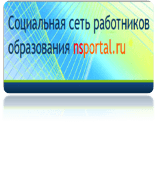 Социальная сеть работников
образования nsportal.ru